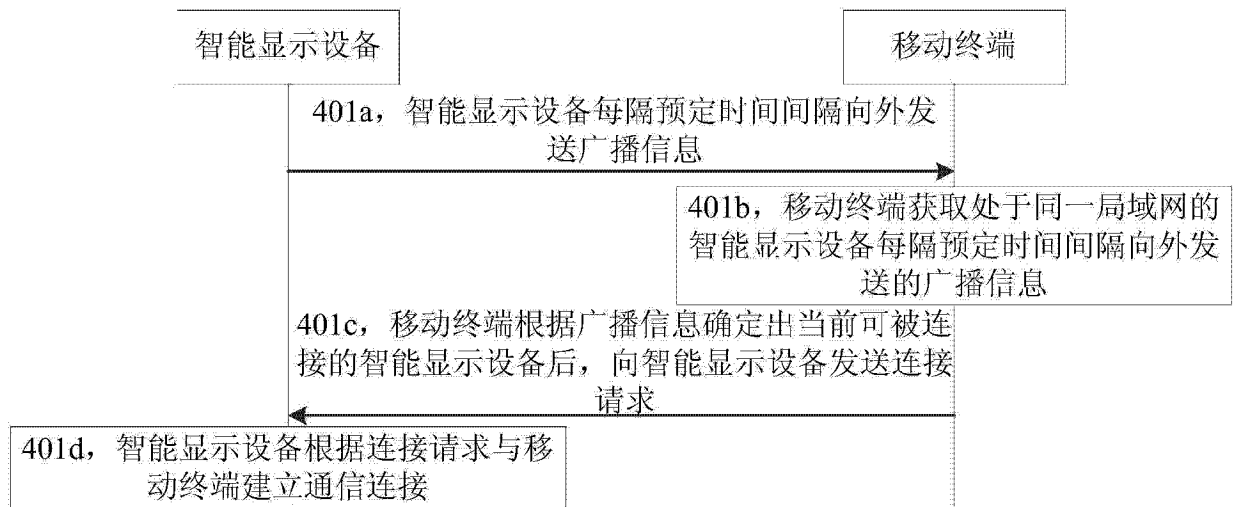 智能显示设备
移动终端
401a，智能显示设备每隔预定时间间隔向外发
送广播信息
401b，移动终端获取处于同一局域网的
智能显示设备每隔预定时间间隔向外发
送的广播信息
401c，移动终端根据广播信息确定出当前可被连
接的智能显示设备后，向智能显示设备发送连接
请求
401d，智能显示设备根据连接请求与移
动终端建立通信连接